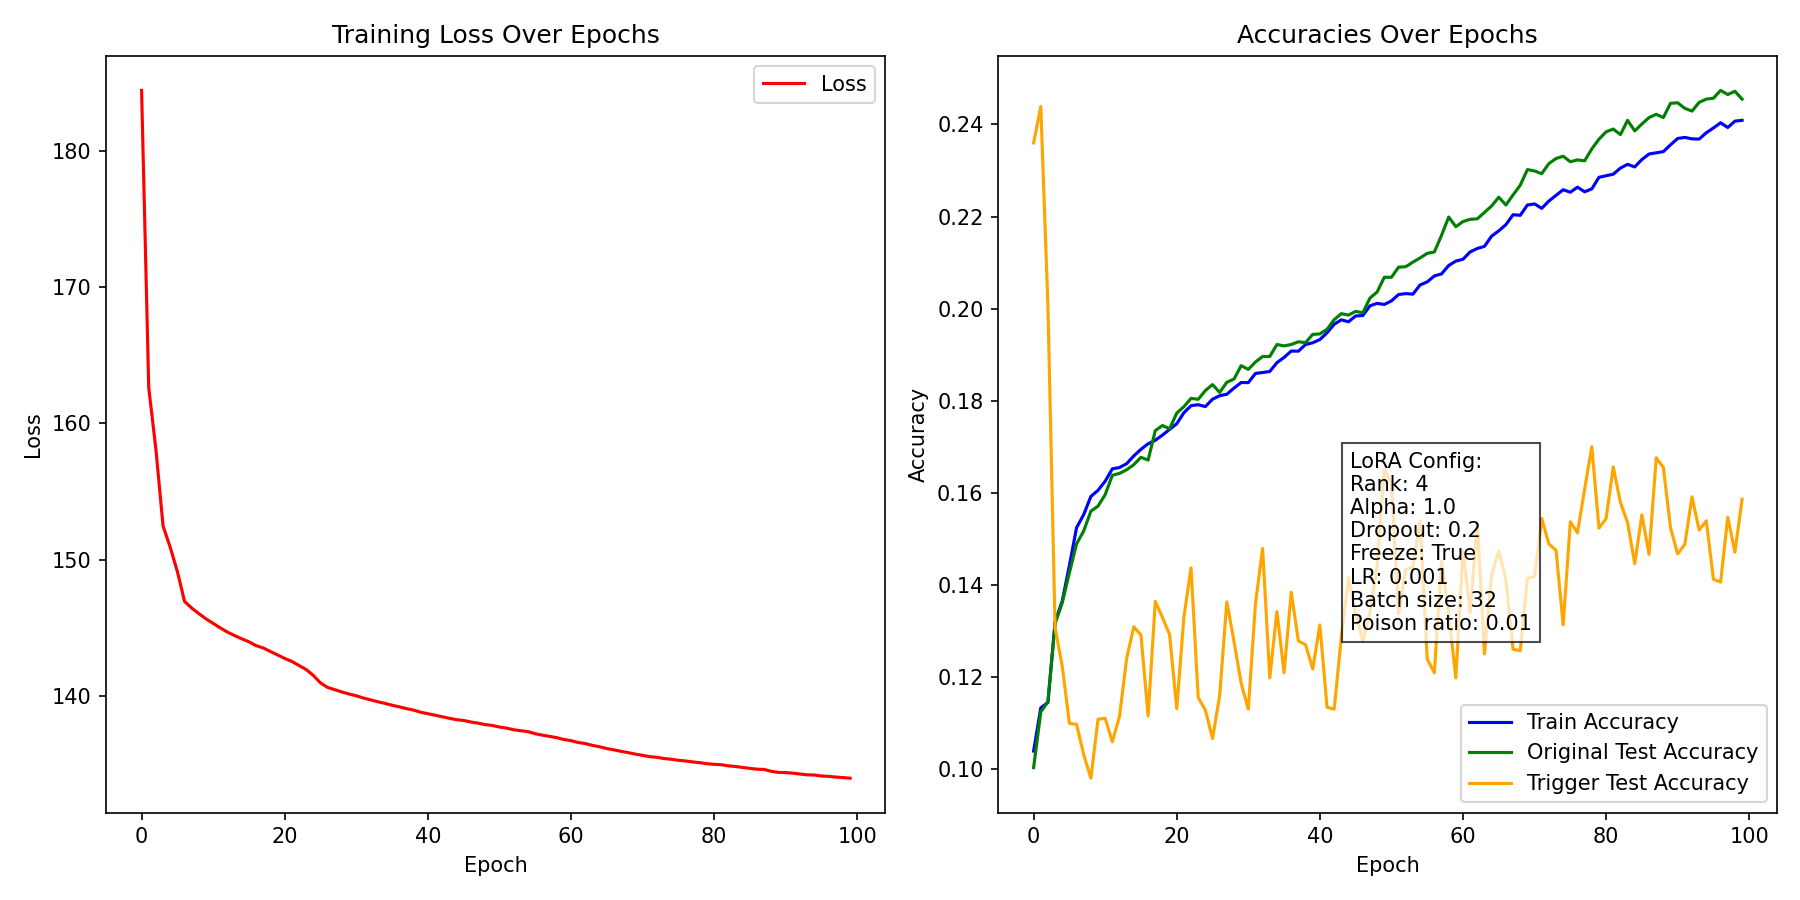 Training Loss Over Epochs
Loss
180
170
160
150
140
Loss
0
20
40
60
80
100
Epoch
Accuracies Over Epochs
0.24
0.22
0.20
0.18
0.16
0.14
0.12
0.10
Accuracy
LoRA Config:
Rank: 4
Alpha: 1.0
Dropout: 0.2
Freeze: True
LR: 0.001
Batch size: 32
Poison ratio: 0.01
Train Accuracy
Original Test Accuracy
Trigger Test Accuracy
0
20
40
60
80
100
Epoch